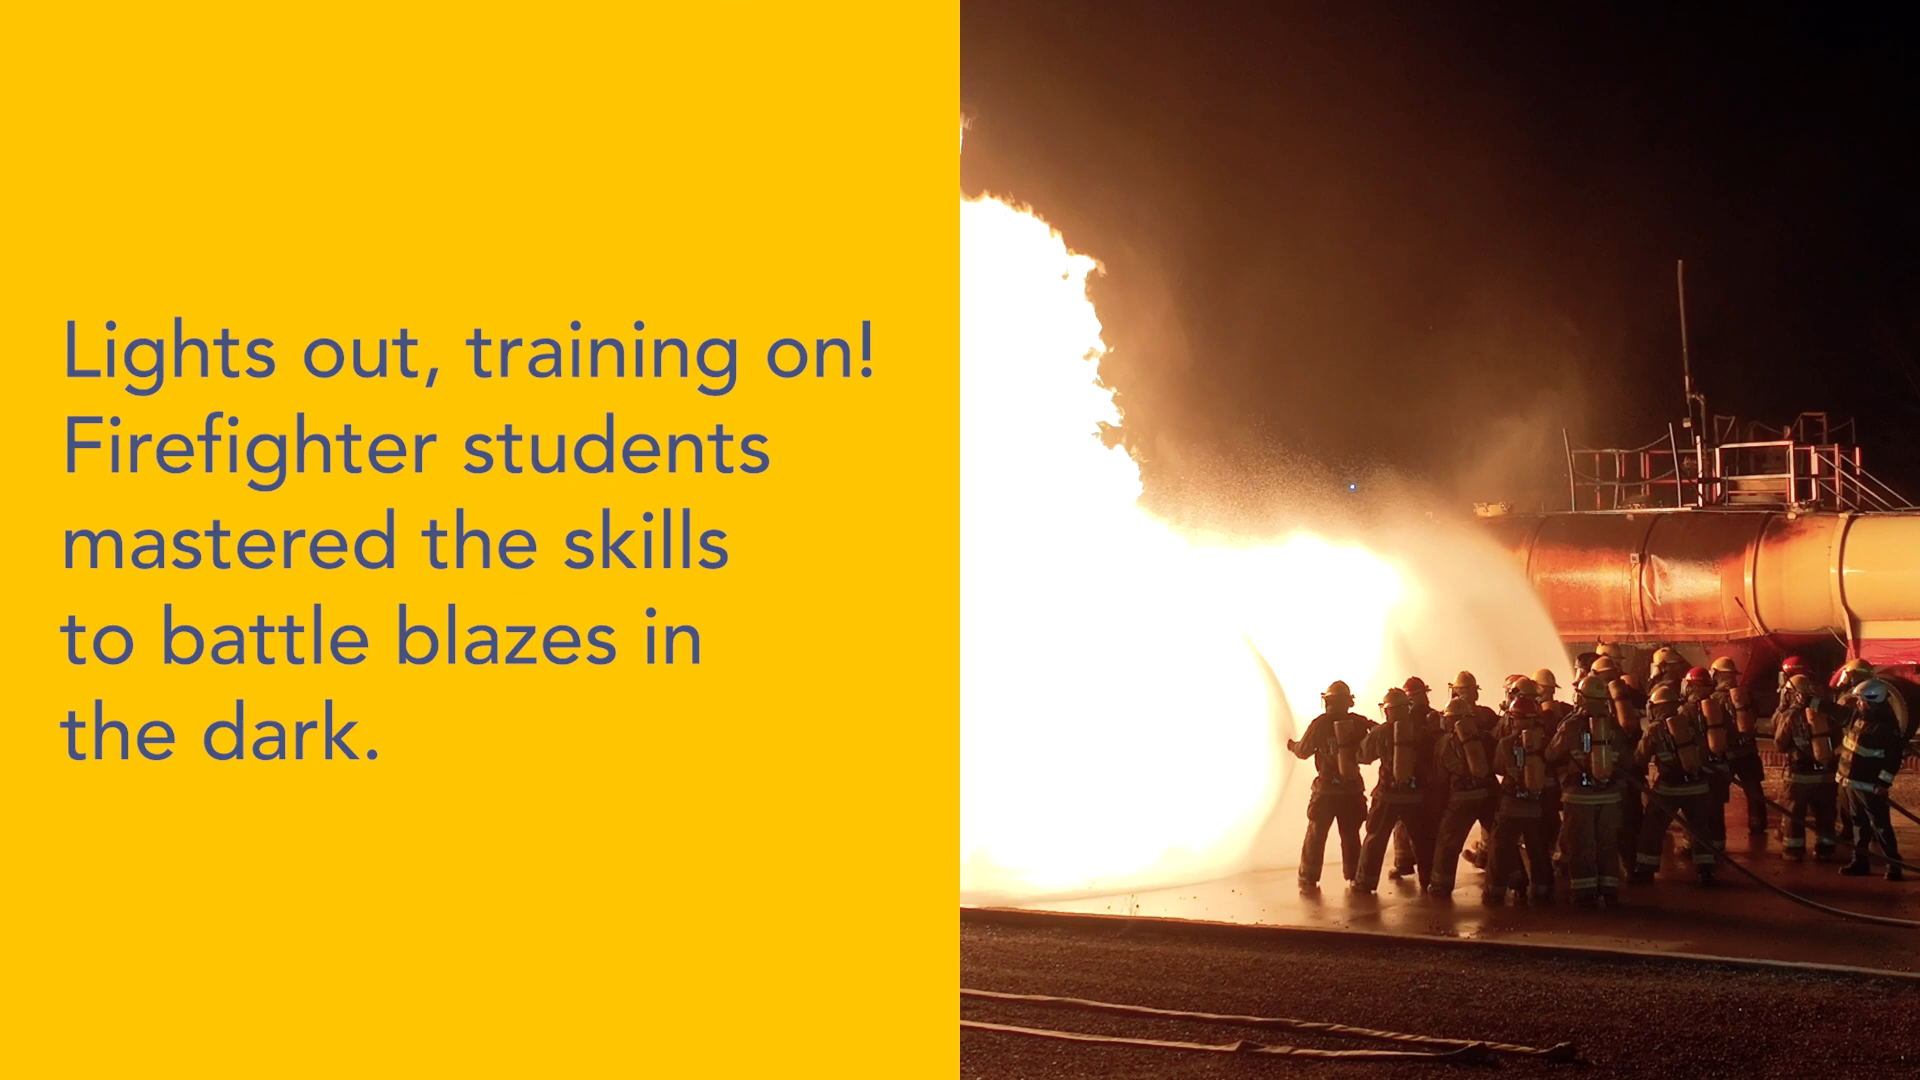 Lights out, training on!
Firefighter students
mastered the skills
to battle blazes in
the dark.